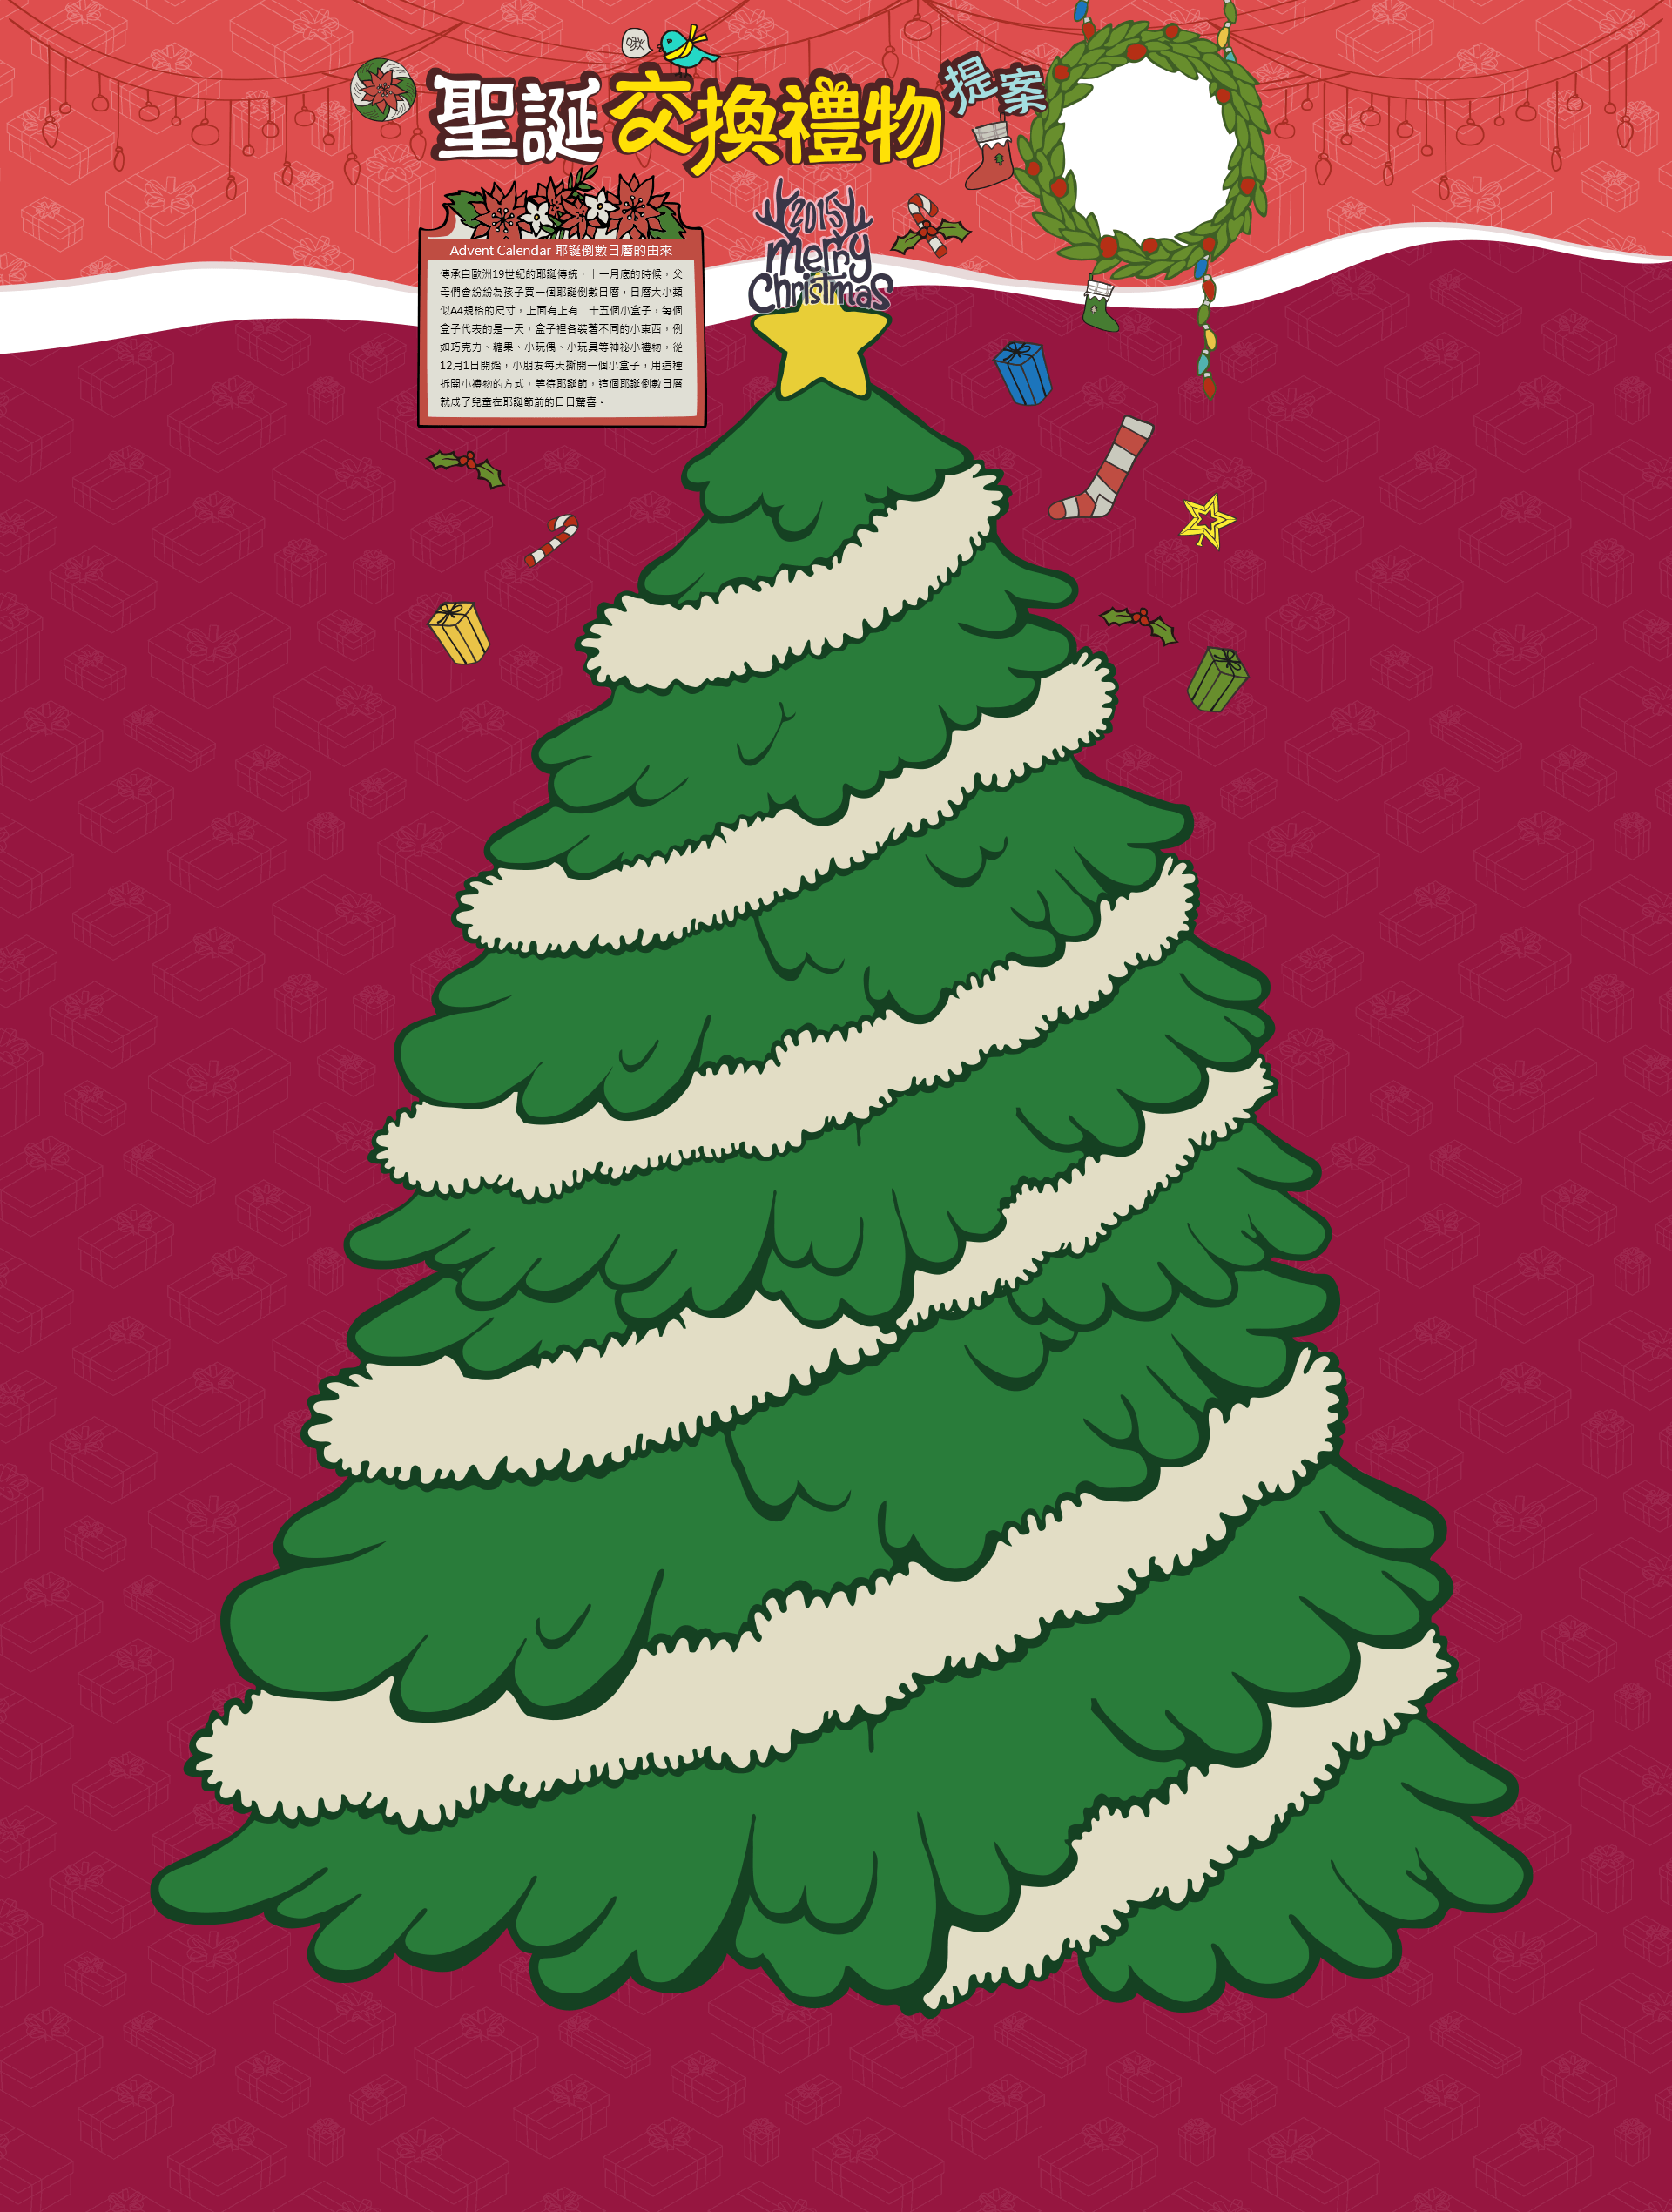 啾
聖誕交換禮物提案
2015
merry
Christmas
Advent Calendar 耶誕倒數日曆的由來
傳承自歐洲19世紀的耶誕傳統，十一月底的時候，父
母們會紛紛為孩子買一個耶誕倒數日曆，日曆大小類
似A4規格的尺寸，上面有上有二十五個小盒子，每個
盒子代表的是一天，盒子裡各裝著不同的小東西，例
如巧克力、糖果、小玩偶、小玩具等神祕小禮物，從
12月1日開始，小朋友每天撕開一個小盒子，用這種
拆開小禮物的方式，等待耶誕節，這個耶誕倒數日曆
就成了兒童在耶誕節前的日日驚喜。